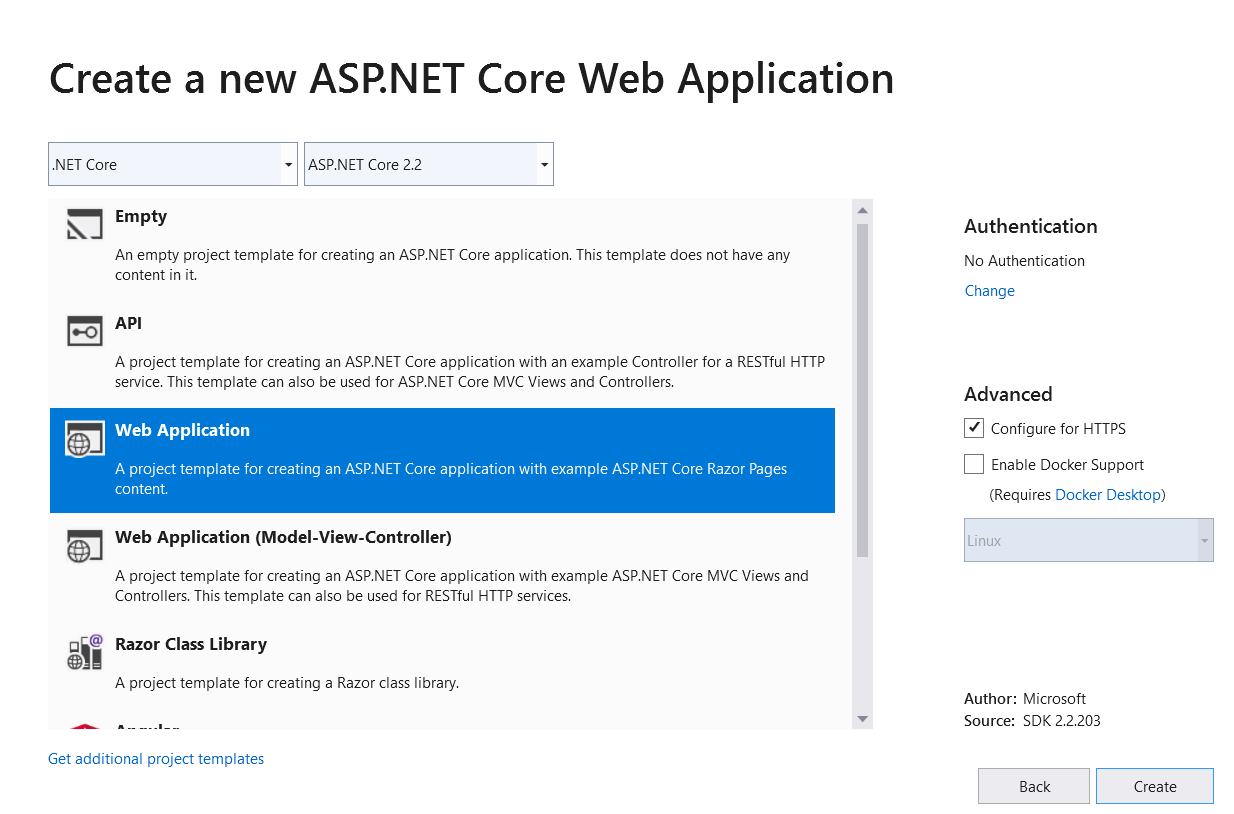 Create a new ASP.NET Core Web Application
.NET Core
ASP.NET Core 2.2
Empty
An empty project template for creating an ASP.NET Core application. This template does not have any
content in it.
API
A project template for creating an ASP.NET Core application with an example Controller for a RESTful HTTP
service. This template can also be used for ASP.NET Core MVC Views and Controllers.
Web Application
A project template for creating an ASP.NET Core application with example ASP.NET Core Razor Pages
content.
Web Application (Model-View-Controller)
A project template for creating an ASP.NET Core application with example ASP.NET Core MVC Views and
Controllers. This template can also be used for RESTful HTTP services.
@
Razor Class Library
A project template for creating a Razor class library.
Angular
Get additional project templates
Authentication
No Authentication
Change
Advanced
Configure for HTTPS
Enable Docker Support
(Requires Docker Desktop)
Linux
Author: Microsoft
Source: SDK 2.2.203
Back
Create